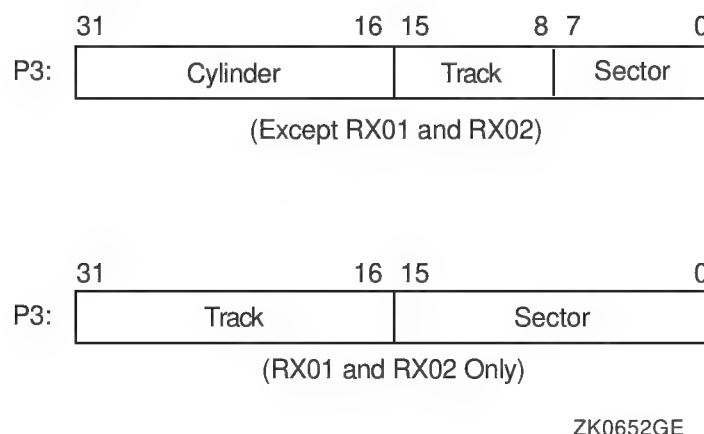 31 16 15 8 7 0
P3: Cylinder Track Sector
(Except RX01 and RX02)
31 16 15 0
P3: Track Sector
(RX01 and RX02 Only)
ZK0652GE